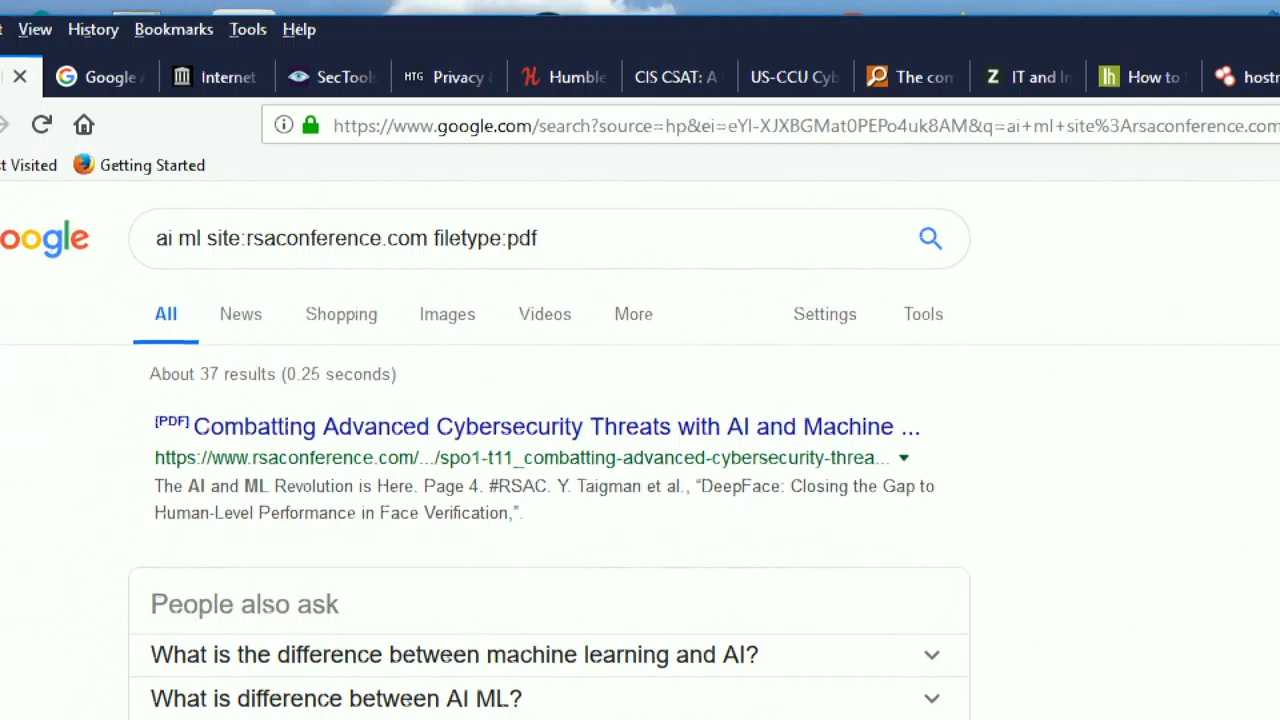 View History Bookmarks Tools Help
Google Internet SecTools HTG Privacy Humble CIS CSAT: A US-CCU Cyb The con IT and In How to hostn
https://www.google.com/search?source=hp&ei=eYl-XJXBGMat0PEPo4uk8AM&q=ai+ml+site%3Arsaconference.com
t Visited Getting Started
oogle
ai ml site:rsaconference.com filetype:pdf
All News Shopping Images Videos More Settings Tools
About 37 results (0.25 seconds)
[PDF] Combatting Advanced Cybersecurity Threats with AI and Machine ...
https://www.rsaconference.com/.../spo1-t11_combatting-advanced-cybersecurity-threa...
The AI and ML Revolution is Here. Page 4. #RSAC. Y. Taigman et al., “DeepFace: Closing the Gap to
Human-Level Performance in Face Verification,”.
People also ask
What is the difference between machine learning and AI?
What is difference between AI ML?